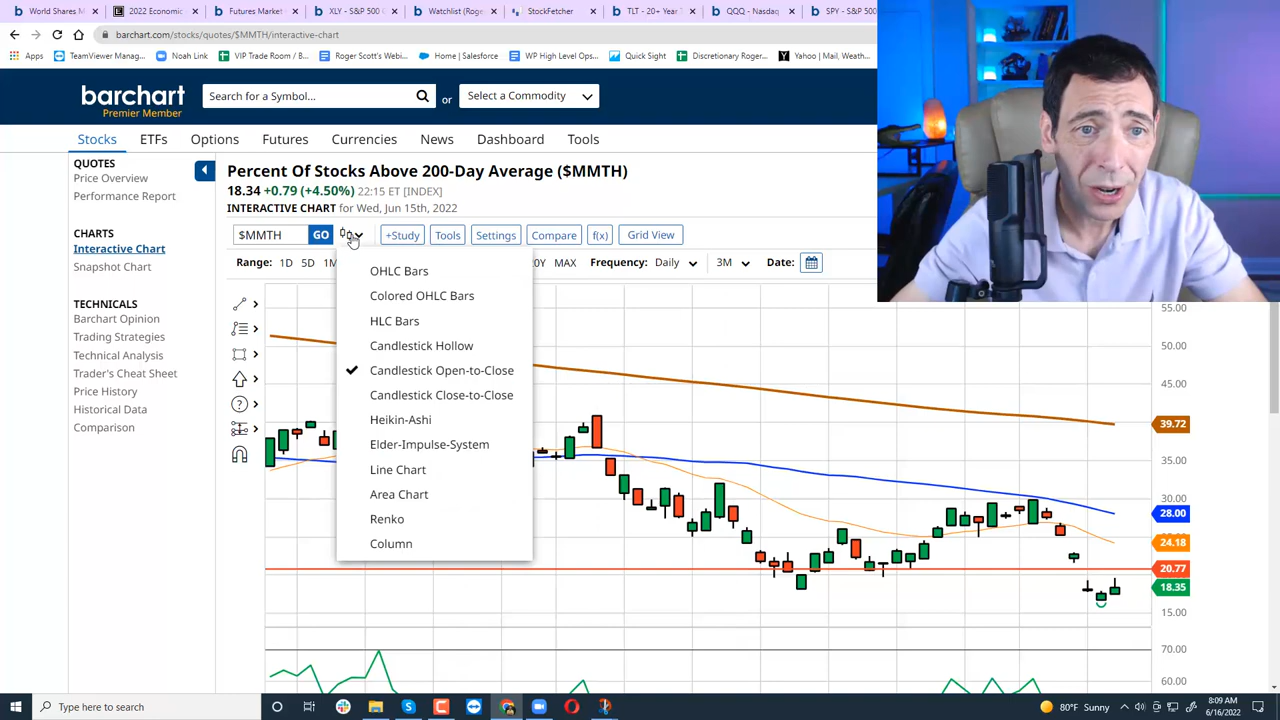 World Shares M
2022 Economic
Futures Market
XLY - S&P 500 C
Watchlist (Roge
StockFetcher
TLT - 20+ Year T
QQQ - Nasdaq
SPY - S&P 500
barchart.com/stocks/quotes/$MMTH/interactive-chart
Apps
TeamViewer Manag...
Noah Link
VIP Trade Room / B...
Roger Scott's Webi...
Home | Salesforce
WP High Level Ops...
Quick Sight
Discretionary Roger...
Yahoo | Mail, Weath...
barchart
Premier Member
Search for a Symbol...
or
Select a Commodity
Stocks
ETFs
Options
Futures
Currencies
News
Dashboard
Tools
QUOTES
Price Overview
Performance Report
CHARTS
Interactive Chart
Snapshot Chart
TECHNICALS
Barchart Opinion
Trading Strategies
Technical Analysis
Trader's Cheat Sheet
Price History
Historical Data
Comparison
Percent Of Stocks Above 200-Day Average ($MMTH)
18.34 +0.79 (+4.50%) 22:15 ET [INDEX]
INTERACTIVE CHART for Wed, Jun 15th, 2022
$MMTH
GO
+Study
Tools
Settings
Compare
f(x)
Grid View
Range: 1D 5D 1M
20Y MAX
Frequency: Daily
3M
Date:
OHLC Bars
Colored OHLC Bars
HLC Bars
Candlestick Hollow
Candlestick Open-to-Close
Candlestick Close-to-Close
Heikin-Ashi
Elder-Impulse-System
Line Chart
Area Chart
Renko
Column
55.00
50.00
45.00
39.72
35.00
30.00
28.00
24.18
20.77
18.35
15.00
70.00
60.00
Type here to search
80°F Sunny
8:09 AM
6/16/2022